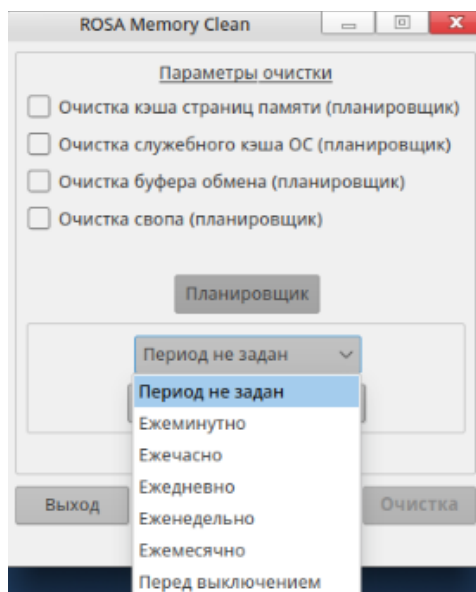 ROSA Memory Clean
Параметры очистки
Очистка кэша страниц памяти (планировщик)
Очистка служебного кэша ОС (планировщик)
Очистка буфера обмена (планировщик)
Очистка свопа (планировщик)
Планировщик
Период не задан
Период не задан
Ежеминутно
Ежечасно
Ежедневно
Выход
Очистка
Еженедельно
Ежемесячно
Перед выключением